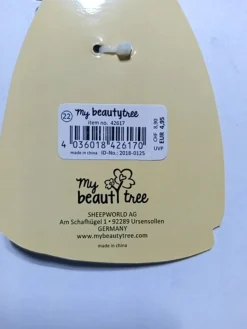 22 my beautytree
item no. 42617
4 036018 426170
made in china ID-No.: 2018-0125
EUR 4,95
UVP
my
beauti tree
SHEEPWORLD AG
Am Schafhügel 1 • 92289 Ursensollen
GERMANY
www.mybeautytree.com
made in china